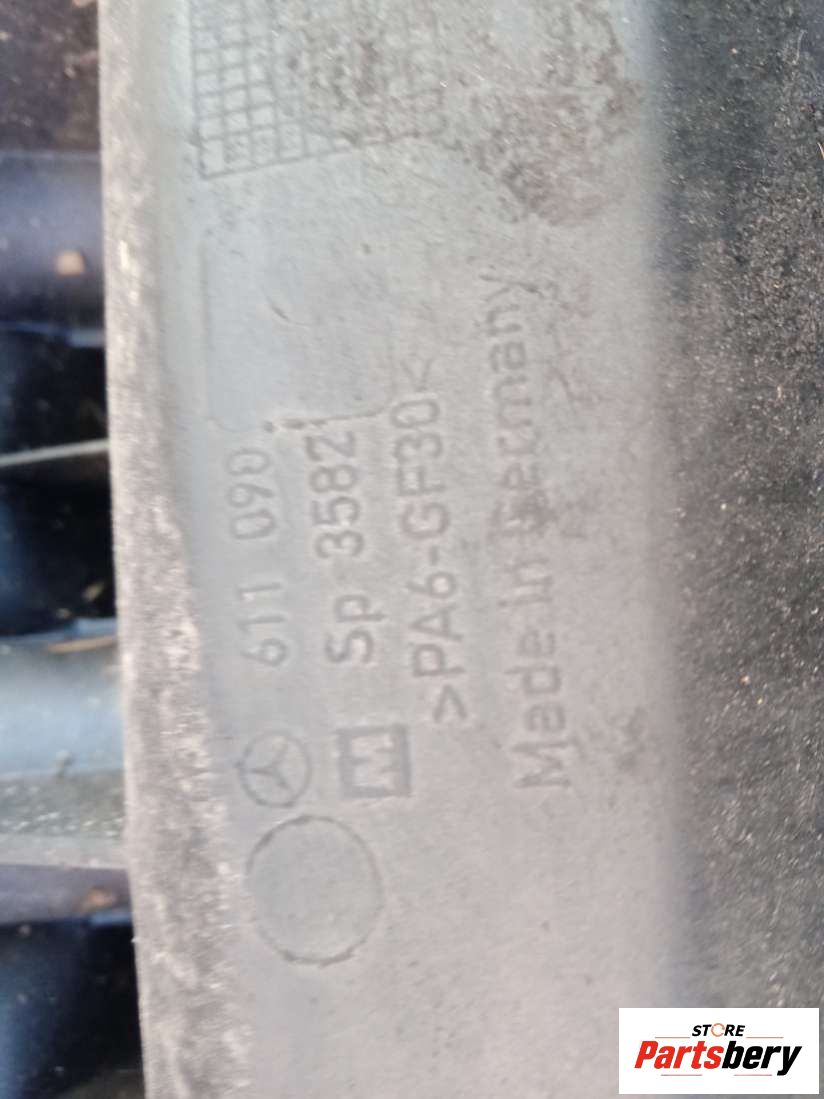 611 090
Sp 3582
>PA6-GF30<
Made in Germany
STORE
Partsbery